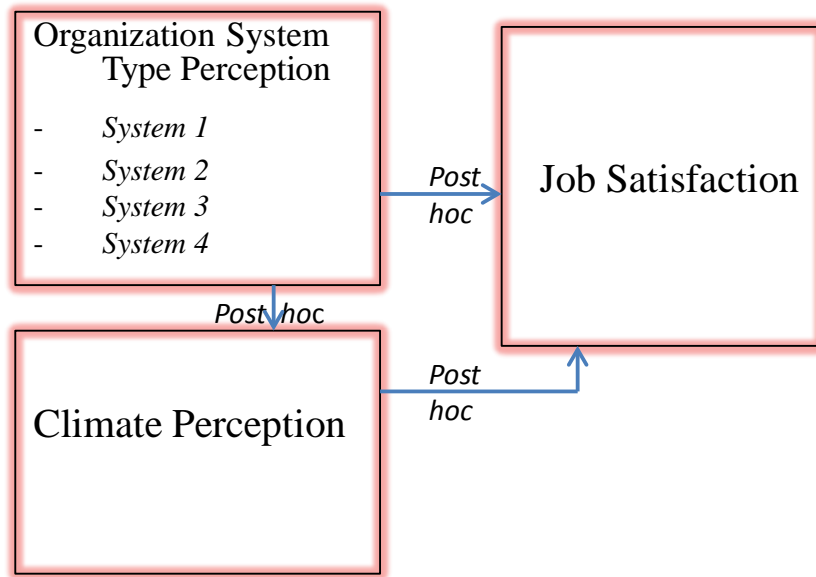 Organization System
Type Perception
- System 1
- System 2
- System 3
- System 4
Post
hoc
Job Satisfaction
Post hoc
Climate Perception
Post
hoc